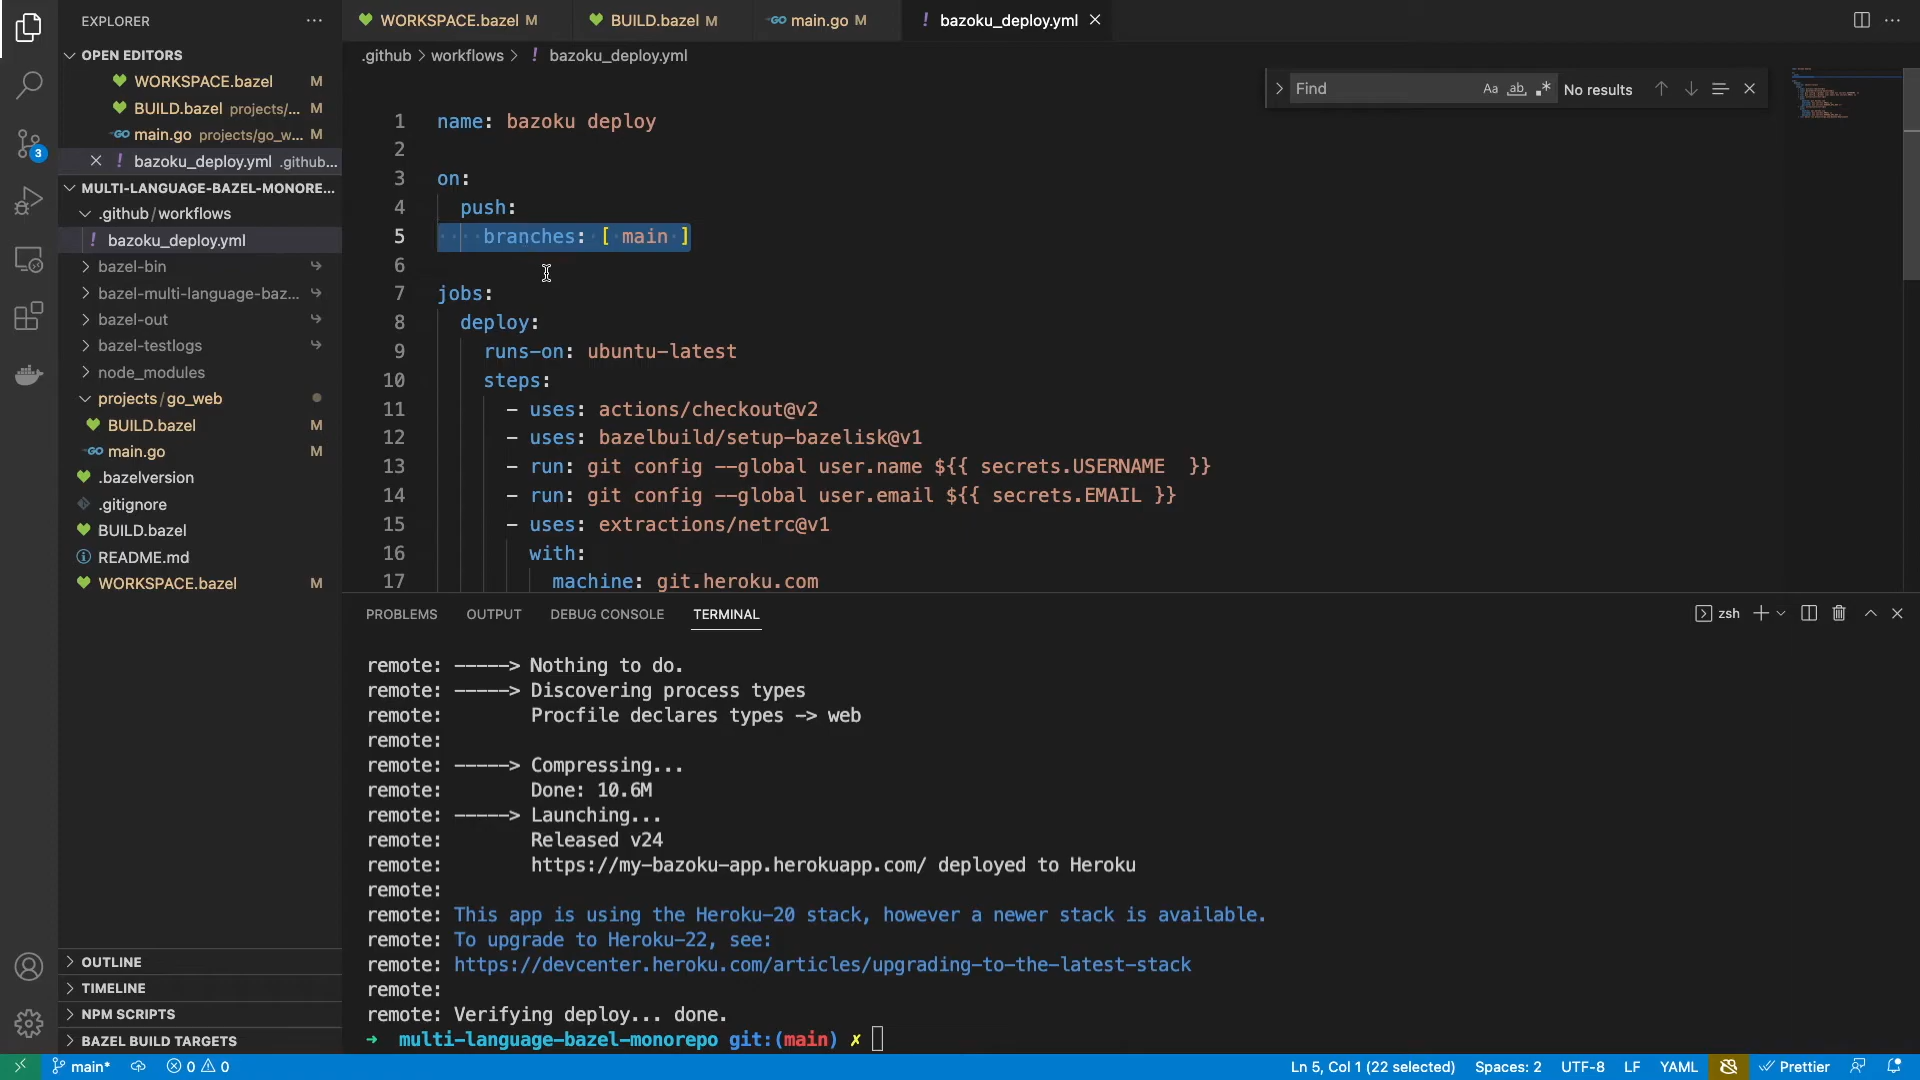 EXPLORER
OPEN EDITORS
WORKSPACE.bazel M
BUILD.bazel projects/... M
main.go projects/go_w... M
bazoku_deploy.yml .github...
MULTI-LANGUAGE-BAZEL-MONORE...
.github/workflows
bazoku_deploy.yml
bazel-bin
bazel-multi-language-baz...
bazel-out
bazel-testlogs
node_modules
projects/go_web
BUILD.bazel M
main.go M
.bazelversion
.gitignore
BUILD.bazel
README.md
WORKSPACE.bazel M
OUTLINE
TIMELINE
NPM SCRIPTS
BAZEL BUILD TARGETS
3
WORKSPACE.bazel M BUILD.bazel M main.go M bazoku_deploy.yml
.github > workflows > ! bazoku_deploy.yml
Find Aa ab No results
1 name: bazoku deploy
2
3 on:
4 push:
5 branches: [ main ]
6
7 jobs:
8 deploy:
9 runs-on: ubuntu-latest
10 steps:
11 - uses: actions/checkout@v2
12 - uses: bazelbuild/setup-bazelisk@v1
13 - run: git config --global user.name ${{ secrets.USERNAME  }}
14 - run: git config --global user.email ${{ secrets.EMAIL }}
15 - uses: extractions/netrc@v1
16 with:
17 machine: git.heroku.com
PROBLEMS OUTPUT DEBUG CONSOLE TERMINAL zsh
remote: -----> Nothing to do.
remote: -----> Discovering process types
remote: Procfile declares types -> web
remote:
remote: -----> Compressing...
remote: Done: 10.6M
remote: -----> Launching...
remote: Released v24
remote: https://my-bazoku-app.herokuapp.com/ deployed to Heroku
remote:
remote: This app is using the Heroku-20 stack, however a newer stack is available.
remote: To upgrade to Heroku-22, see:
remote: https://devcenter.heroku.com/articles/upgrading-to-the-latest-stack
remote:
remote: Verifying deploy... done.
➜ multi-language-bazel-monorepo git:(main) ✗
main* 0 0 Ln 5, Col 1 (22 selected) Spaces: 2 UTF-8 LF YAML Prettier